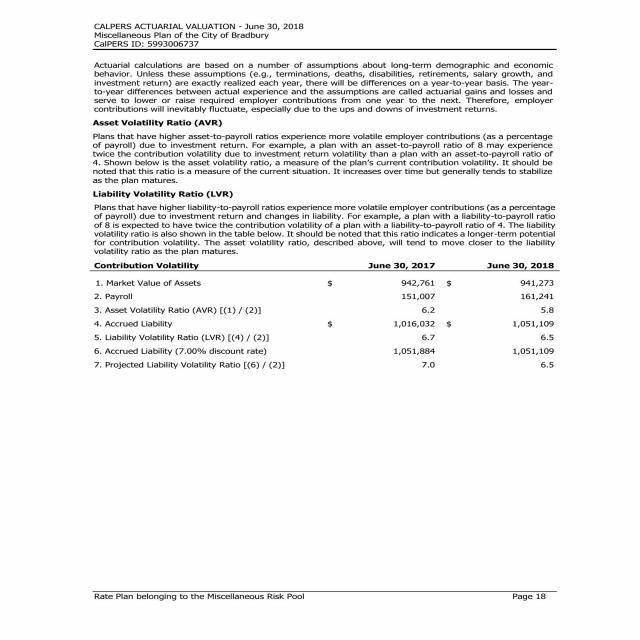 CALPERS ACTUARIAL VALUATION - June 30, 2018
Miscellaneous Plan of the City of Bradbury
CalPERS ID: 5993006737
Actuarial calculations are based on a number of assumptions about long-term demographic and economic
behavior. Unless these assumptions (e.g., terminations, deaths, disabilities, retirements, salary growth, and
investment return) are exactly realized each year, there will be differences on a year-to-year basis. The year-
to-year differences between actual experience and the assumptions are called actuarial gains and losses and
serve to lower or raise required employer contributions from one year to the next. Therefore, employer
contributions will inevitably fluctuate, especially due to the ups and downs of investment returns.
Asset Volatility Ratio (AVR)
Plans that have higher asset-to-payroll ratios experience more volatile employer contributions (as a percentage
of payroll) due to investment return. For example, a plan with an asset-to-payroll ratio of 8 may experience
twice the contribution volatility due to investment return volatility than a plan with an asset-to-payroll ratio of
4. Shown below is the asset volatility ratio, a measure of the plan's current contribution volatility. It should be
noted that this ratio is a measure of the current situation. It increases over time but generally tends to stabilize
as the plan matures.
Liability Volatility Ratio (LVR)
Plans that have higher liability-to-payroll ratios experience more volatile employer contributions (as a percentage
of payroll) due to investment return and changes in liability. For example, a plan with a liability-to-payroll ratio
of 8 is expected to have twice the contribution volatility of a plan with a liability-to-payroll ratio of 4. The liability
volatility ratio is also shown in the table below. It should be noted that this ratio indicates a longer-term potential
for contribution volatility. The asset volatility ratio, described above, will tend to move closer to the liability
volatility ratio as the plan matures.
Contribution Volatility June 30, 2017 June 30, 2018
1. Market Value of Assets $ 942,761 $ 941,273
2. Payroll 151,007 161,241
3. Asset Volatility Ratio (AVR) [(1) / (2)] 6.2 5.8
4. Accrued Liability $ 1,016,032 $ 1,051,109
5. Liability Volatility Ratio (LVR) [(4) / (2)] 6.7 6.5
6. Accrued Liability (7.00% discount rate) 1,051,884 1,051,109
7. Projected Liability Volatility Ratio [(6) / (2)] 7.0 6.5
Rate Plan belonging to the Miscellaneous Risk Pool Page 18